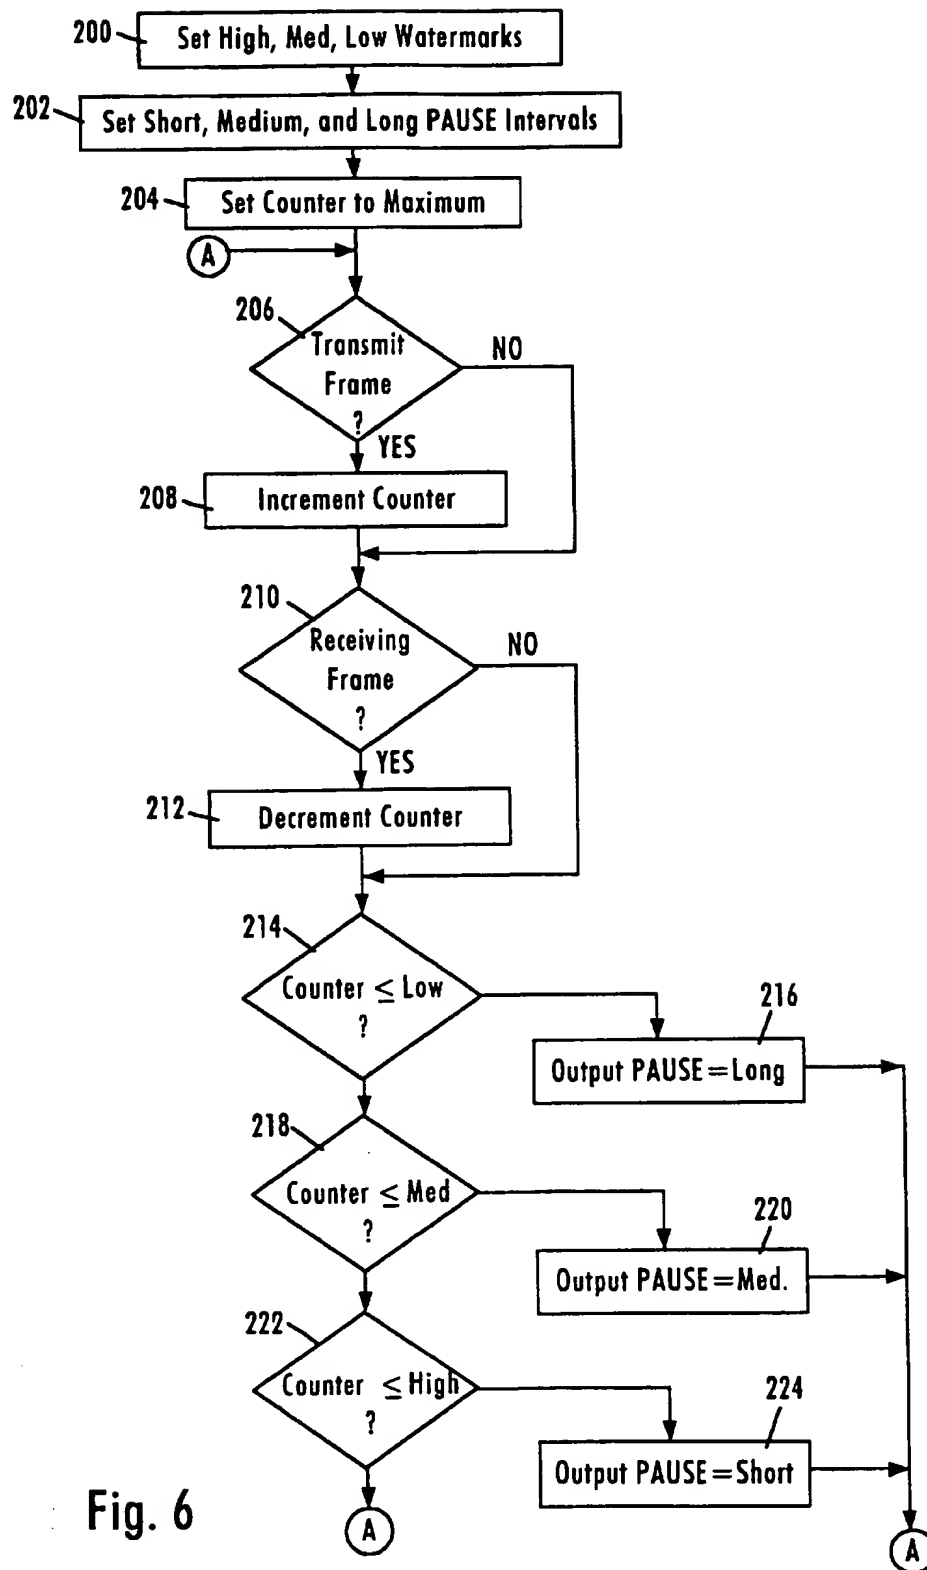 200
Set High, Med, Low Watermarks
202
Set Short, Medium, and Long PAUSE Intervals
204
Set Counter to Maximum
A
206
Transmit
Frame
?
NO
YES
208
Increment Counter
210
Receiving
Frame
?
NO
YES
212
Decrement Counter
214
Counter ≤ Low
?
216
Output PAUSE=Long
218
Counter ≤ Med
?
220
Output PAUSE=Med.
222
Counter ≤ High
?
224
Output PAUSE=Short
Fig. 6
A
A